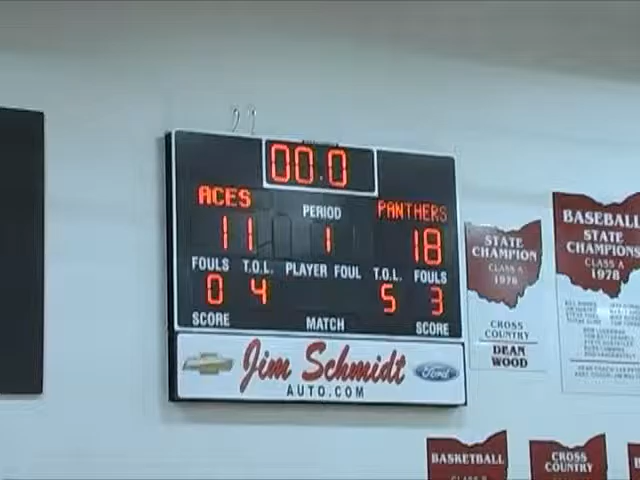 00.0
ACES
PERIOD
PANTHERS
11
1
18
FOULS T.O.L. PLAYER FOUL T.O.L. FOULS
0 4 5 3
SCORE MATCH SCORE
Jim Schmidt
Ford
AUTO.COM
STATE
CHAMPION
CLASS A
1978
CROSS
COUNTRY
DEAN
WOOD
BASEBALL
STATE
CHAMPIONS
CLASS A
1978
BASKETBALL
CROSS
COUNTRY